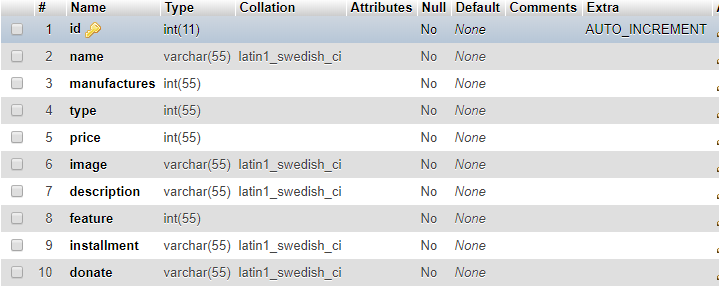 # Name Type Collation Attributes Null Default Comments Extra
1 id int(11) No None AUTO_INCREMENT
2 name varchar(55) latin1_swedish_ci No None
3 manufactures int(55) No None
4 type int(55) No None
5 price int(55) No None
6 image varchar(55) latin1_swedish_ci No None
7 description varchar(55) latin1_swedish_ci No None
8 feature int(55) No None
9 installment varchar(55) latin1_swedish_ci No None
10 donate varchar(55) latin1_swedish_ci No None